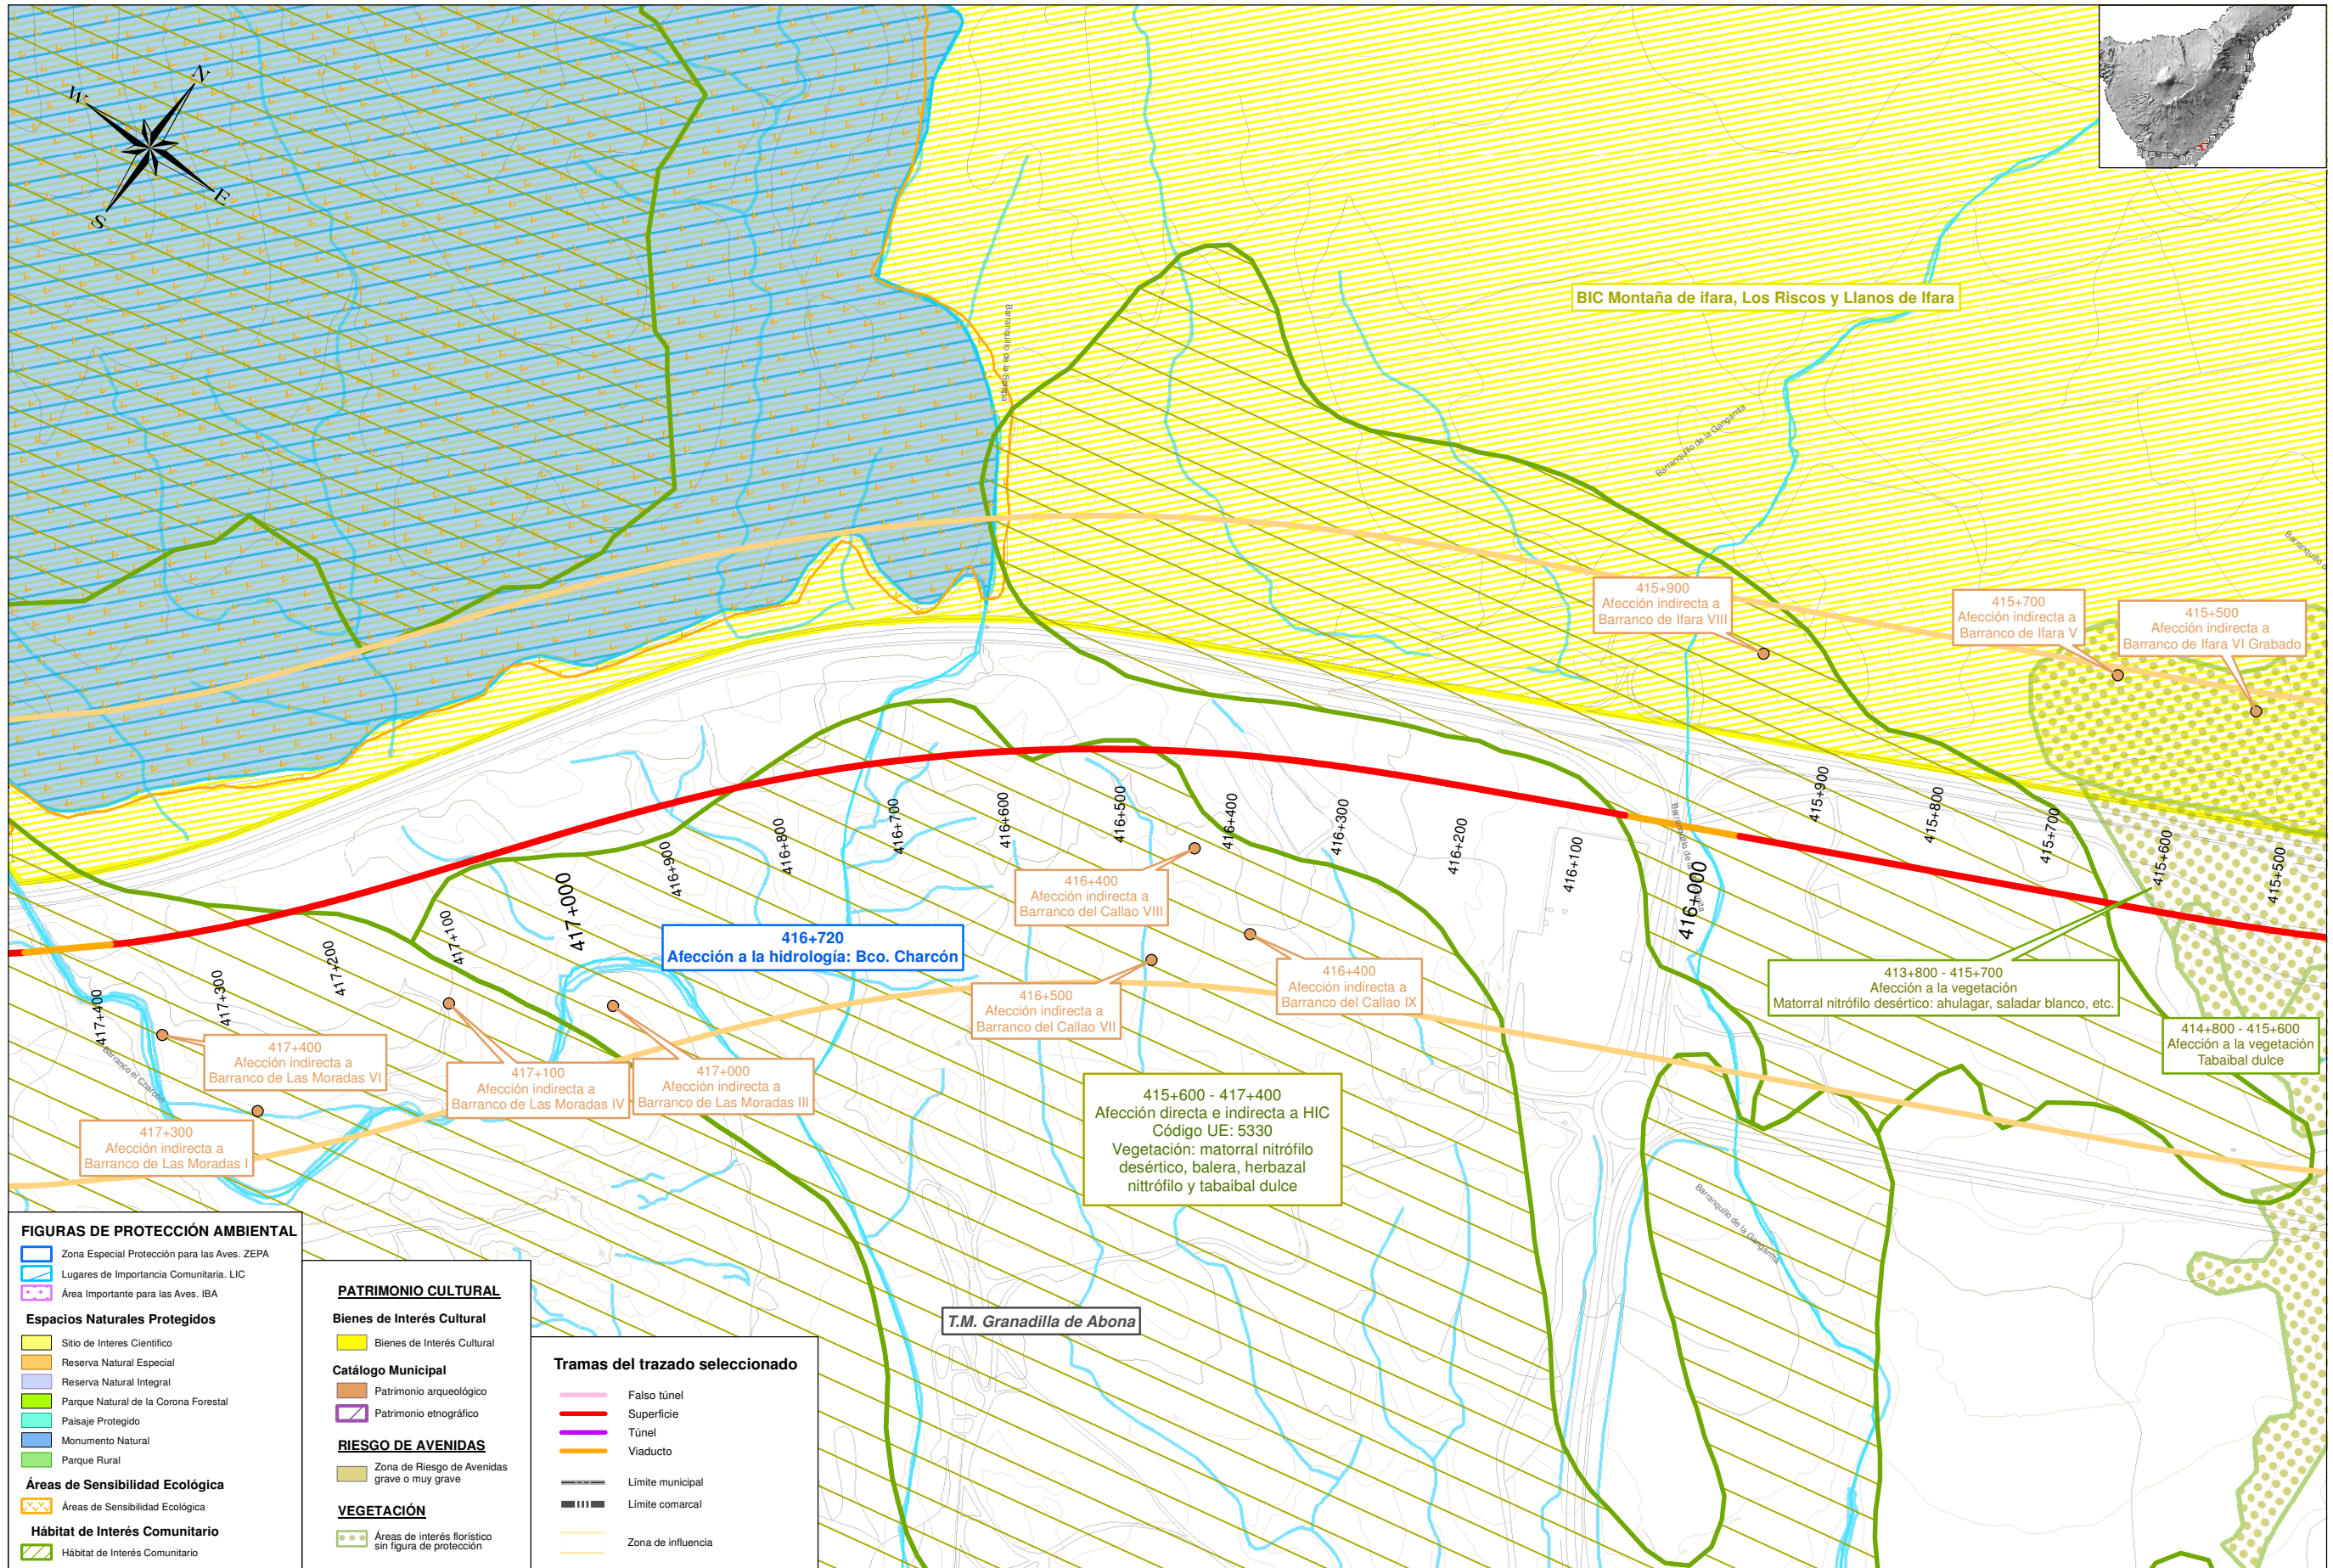 N
W
E
S
BIC Montaña de ifara, Los Riscos y Llanos de Ifara
Barranquillo de la Ganganita
415+900
Afección indirecta a
Barranco de Ifara VIII
415+700
Afección indirecta a
Barranco de Ifara V
415+500
Afección indirecta a
Barranco de Ifara VI Grabado
417+400
417+300
417+200
417+100
417+000
416+900
416+800
416+700
416+600
416+500
416+400
416+300
416+200
416+100
416+000
415+900
415+800
415+700
415+600
415+500
416+400
Afección indirecta a
Barranco del Callao VIII
416+720
Afección a la hidrología: Bco. Charcón
416+500
Afección indirecta a
Barranco del Callao VII
416+400
Afección indirecta a
Barranco del Callao IX
413+800 - 415+700
Afección a la vegetación
Matorral nitrófilo desértico: ahulagar, saladar blanco, etc.
414+800 - 415+600
Afección a la vegetación
Tabaibal dulce
Barranco el Charcón
417+400
Afección indirecta a
Barranco de Las Moradas VI
417+100
Afección indirecta a
Barranco de Las Moradas IV
417+000
Afección indirecta a
Barranco de Las Moradas III
417+300
Afección indirecta a
Barranco de Las Moradas I
415+600 - 417+400
Afección directa e indirecta a HIC
Código UE: 5330
Vegetación: matorral nitrófilo
desértico, balera, herbazal
nittrófilo y tabaibal dulce
Barranquillo de la Ganganita
T.M. Granadilla de Abona
FIGURAS DE PROTECCIÓN AMBIENTAL
Zona Especial Protección para las Aves. ZEPA
Lugares de Importancia Comunitaria. LIC
Área Importante para las Aves. IBA
Espacios Naturales Protegidos
Sitio de Interes Cientifico
Reserva Natural Especial
Reserva Natural Integral
Parque Natural de la Corona Forestal
Paisaje Protegido
Monumento Natural
Parque Rural
Áreas de Sensibilidad Ecológica
Áreas de Sensibilidad Ecológica
Hábitat de Interés Comunitario
Hábitat de Interés Comunitario
PATRIMONIO CULTURAL
Bienes de Interés Cultural
Bienes de Interés Cultural
Catálogo Municipal
Patrimonio arqueológico
Patrimonio etnográfico
RIESGO DE AVENIDAS
Zona de Riesgo de Avenidas
grave o muy grave
VEGETACIÓN
Áreas de interés florístico
sin figura de protección
Tramas del trazado seleccionado
Falso túnel
Superficie
Túnel
Viaducto
Límite municipal
Límite comarcal
Zona de influencia